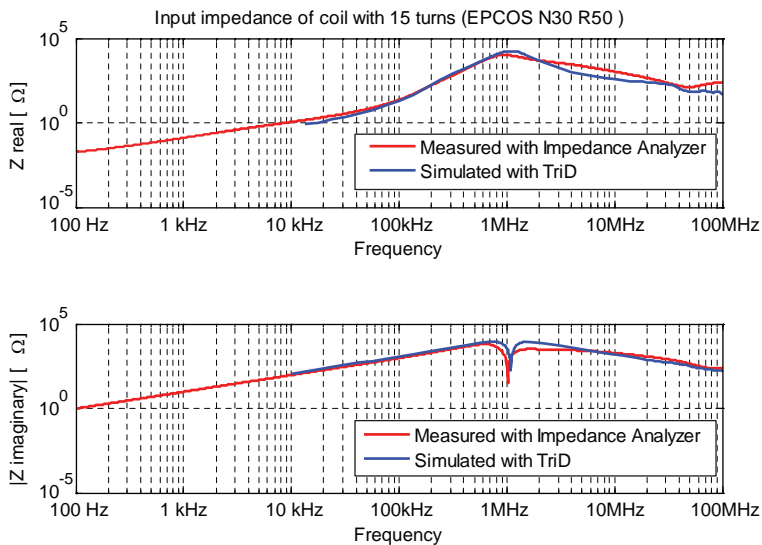 Input impedance of coil with 15 turns (EPCOS N30 R50 )
Z real [ Ω]
10^5
10^0
10^-5
Measured with Impedance Analyzer
Simulated with TriD
100 Hz 1 kHz 10 kHz 100kHz 1MHz 10MHz 100MHz
Frequency
|Z imaginary| [ Ω]
10^5
10^0
10^-5
Measured with Impedance Analyzer
Simulated with TriD
100 Hz 1 kHz 10 kHz 100kHz 1MHz 10MHz 100MHz
Frequency